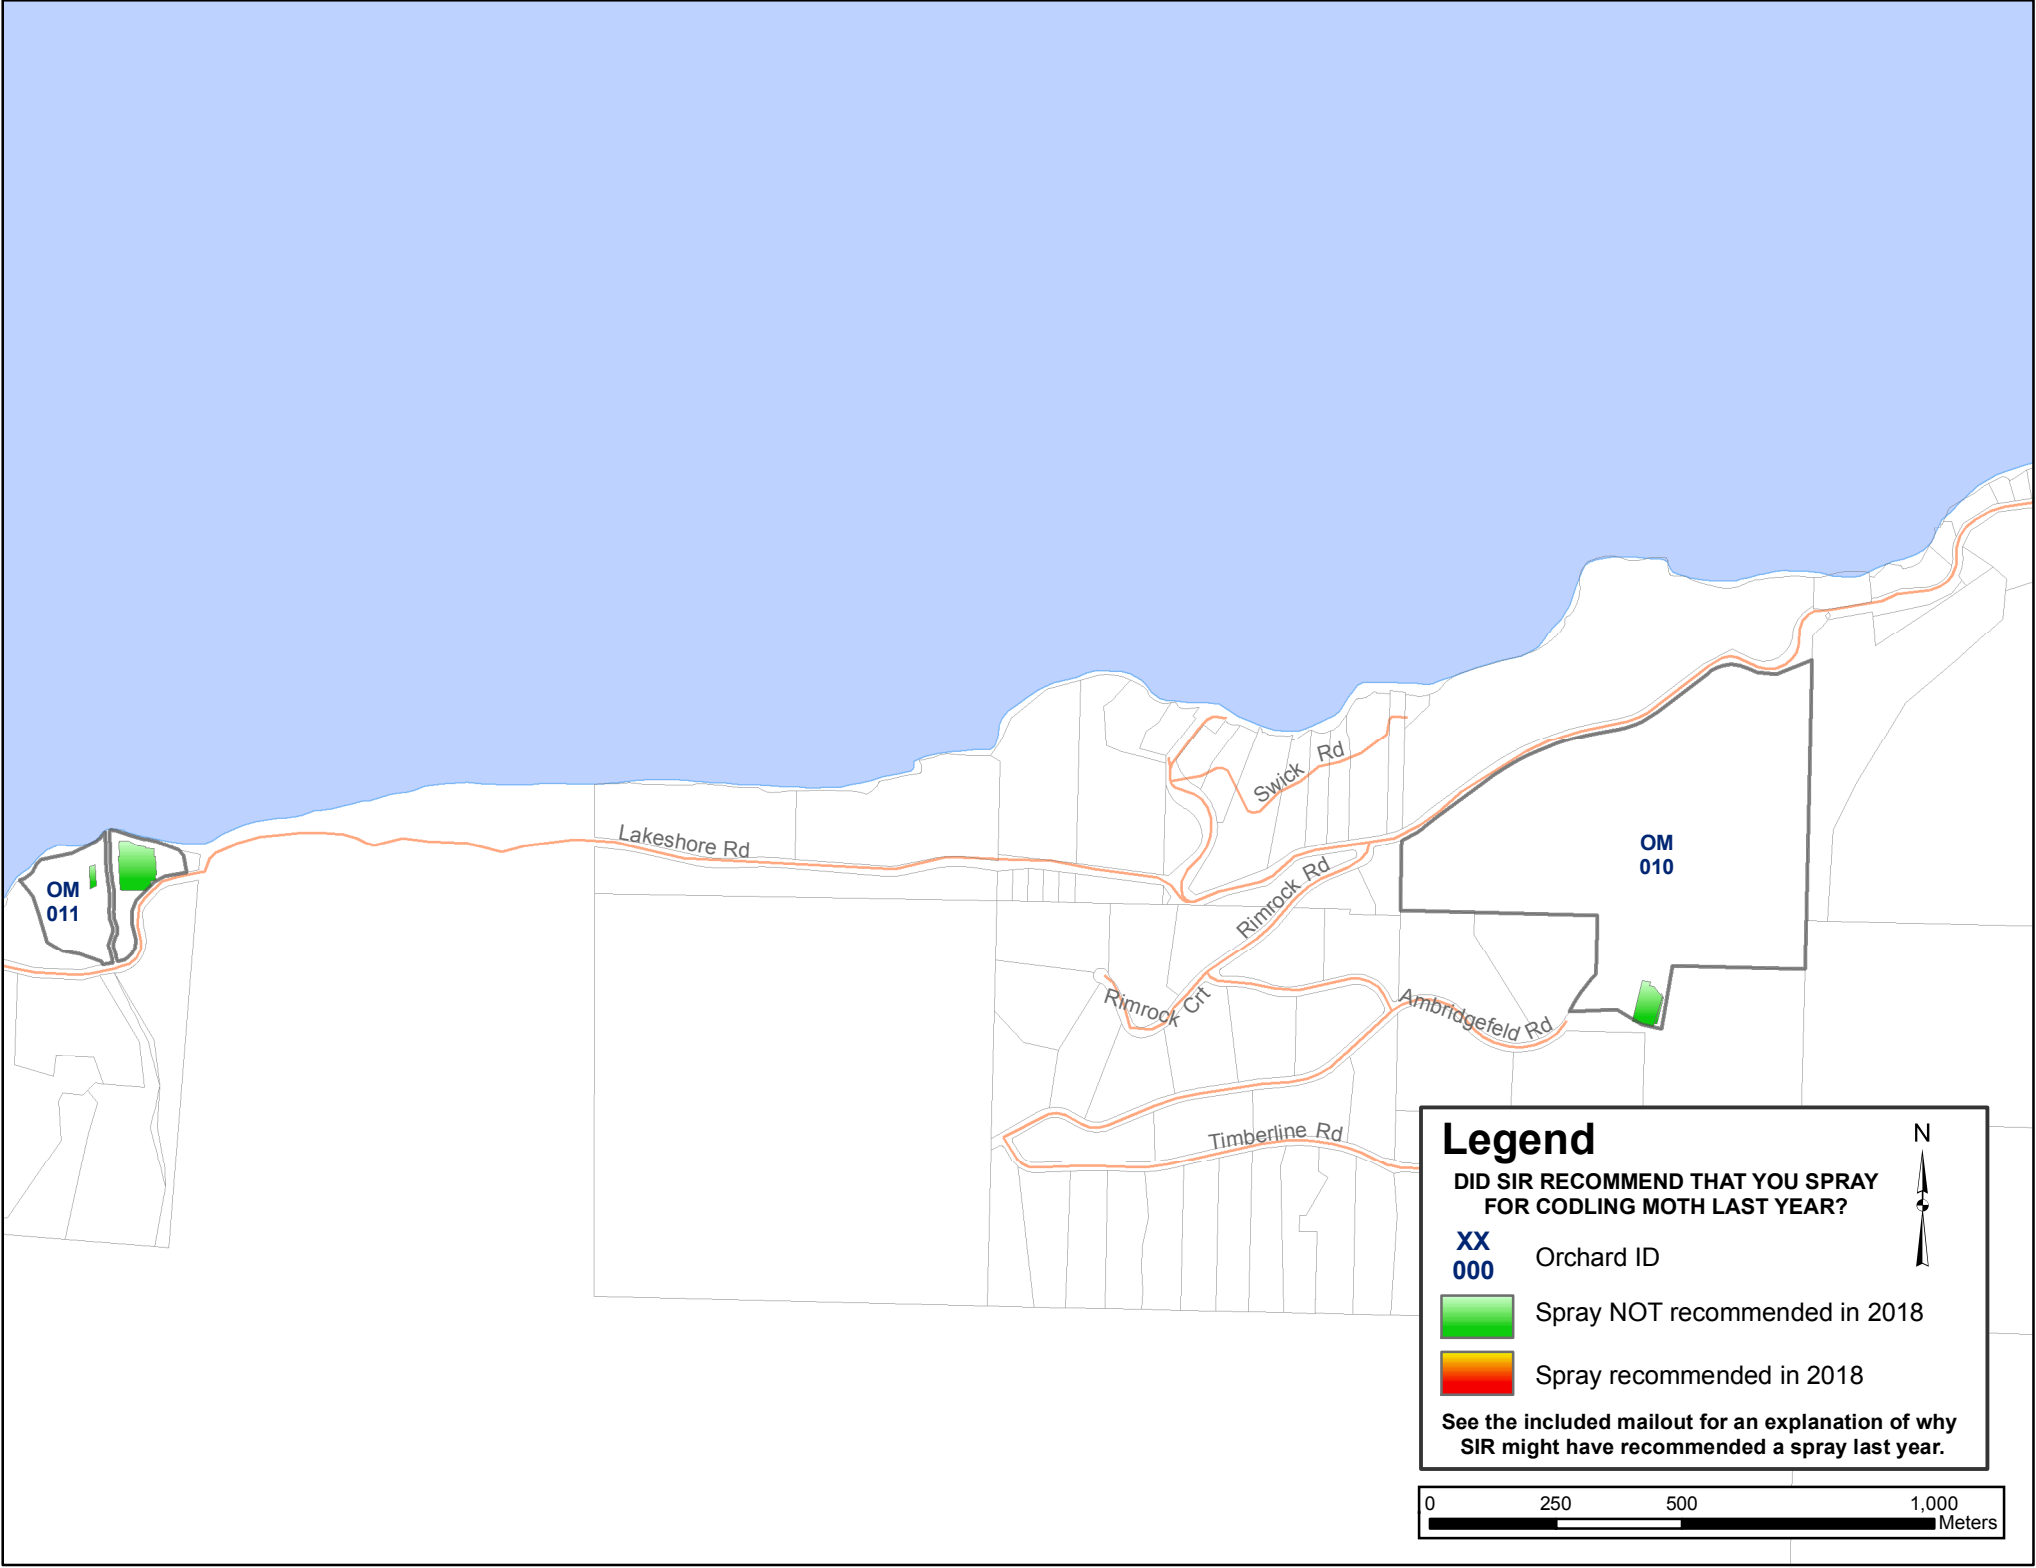 Swick Rd
Lakeshore Rd
OM
010
Rimrock Rd
OM
011
Rimrock Crt
Ambridgefeld Rd
Timberline Rd
Legend
N
DID SIR RECOMMEND THAT YOU SPRAY
FOR CODLING MOTH LAST YEAR?
XX
000
Orchard ID
Spray NOT recommended in 2018
Spray recommended in 2018
See the included mailout for an explanation of why
SIR might have recommended a spray last year.
0 250 500 1,000
Meters